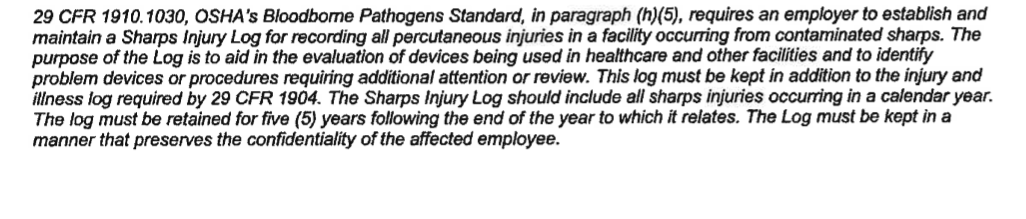 29 CFR 1910.1030, OSHA's Bloodborne Pathogens Standard, in paragraph (h)(5), requires an employer to establish and
maintain a Sharps Injury Log for recording all percutaneous injuries in a facility occurring from contaminated sharps. The
purpose of the Log is to aid in the evaluation of devices being used in healthcare and other facilities and to identify
problem devices or procedures requiring additional attention or review. This log must be kept in addition to the injury and
illness log required by 29 CFR 1904. The Sharps Injury Log should include all sharps injuries occurring in a calendar year.
The log must be retained for five (5) years following the end of the year to which it relates. The Log must be kept in a
manner that preserves the confidentiality of the affected employee.